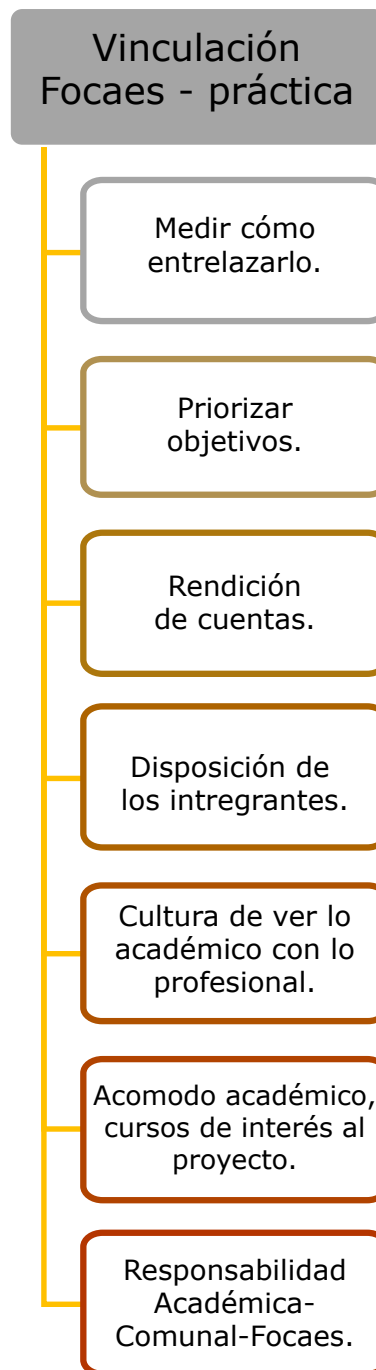 Vinculación
Focaes - práctica
Medir cómo
entrelazarlo.
Priorizar
objetivos.
Rendición
de cuentas.
Disposición de
los intregrantes.
Cultura de ver lo
académico con lo
profesional.
Acomodo académico,
cursos de interés al
proyecto.
Responsabilidad
Académica-
Comunal-Focaes.